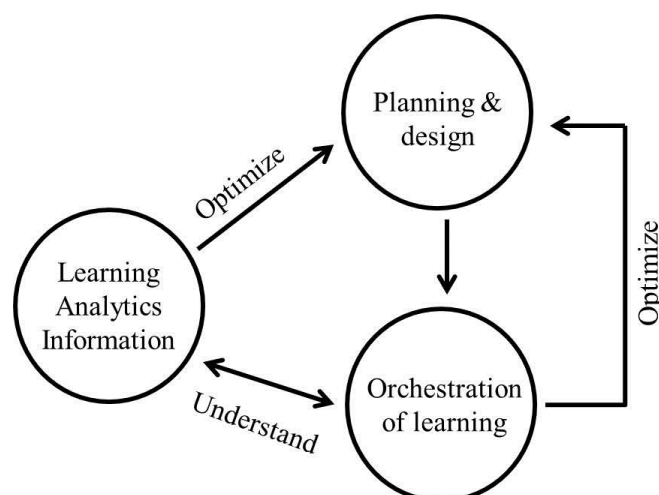 Planning &
design
Optimize
Learning
Analytics
Information
Optimize
Understand
Orchestration
of learning